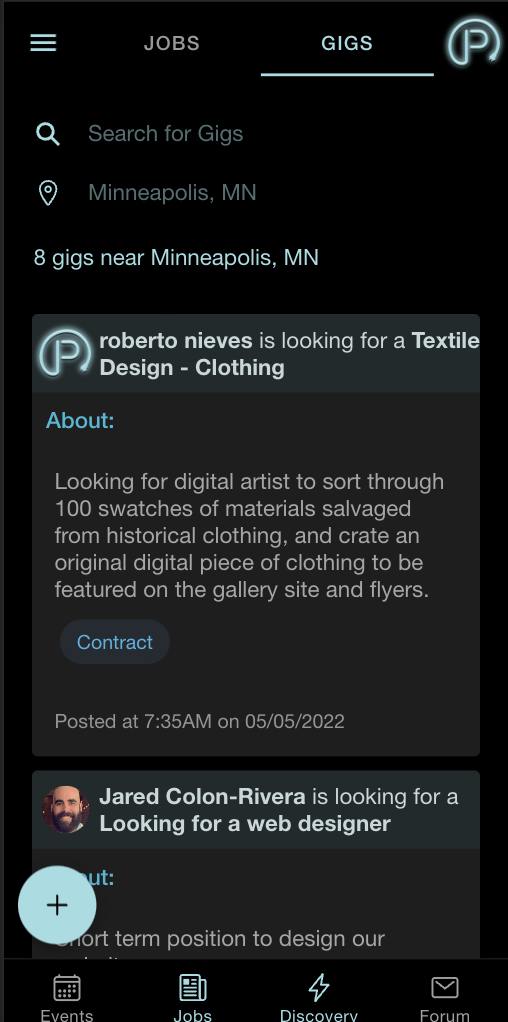 JOBS
GIGS
Search for Gigs
Minneapolis, MN
8 gigs near Minneapolis, MN
roberto nieves is looking for a Textile
Design - Clothing
About:
Looking for digital artist to sort through
100 swatches of materials salvaged
from historical clothing, and crate an
original digital piece of clothing to be
featured on the gallery site and flyers.
Contract
Posted at 7:35AM on 05/05/2022
Jared Colon-Rivera is looking for a
Looking for a web designer
out:
Short term position to design our
Events
Jobs
Discovery
Forum